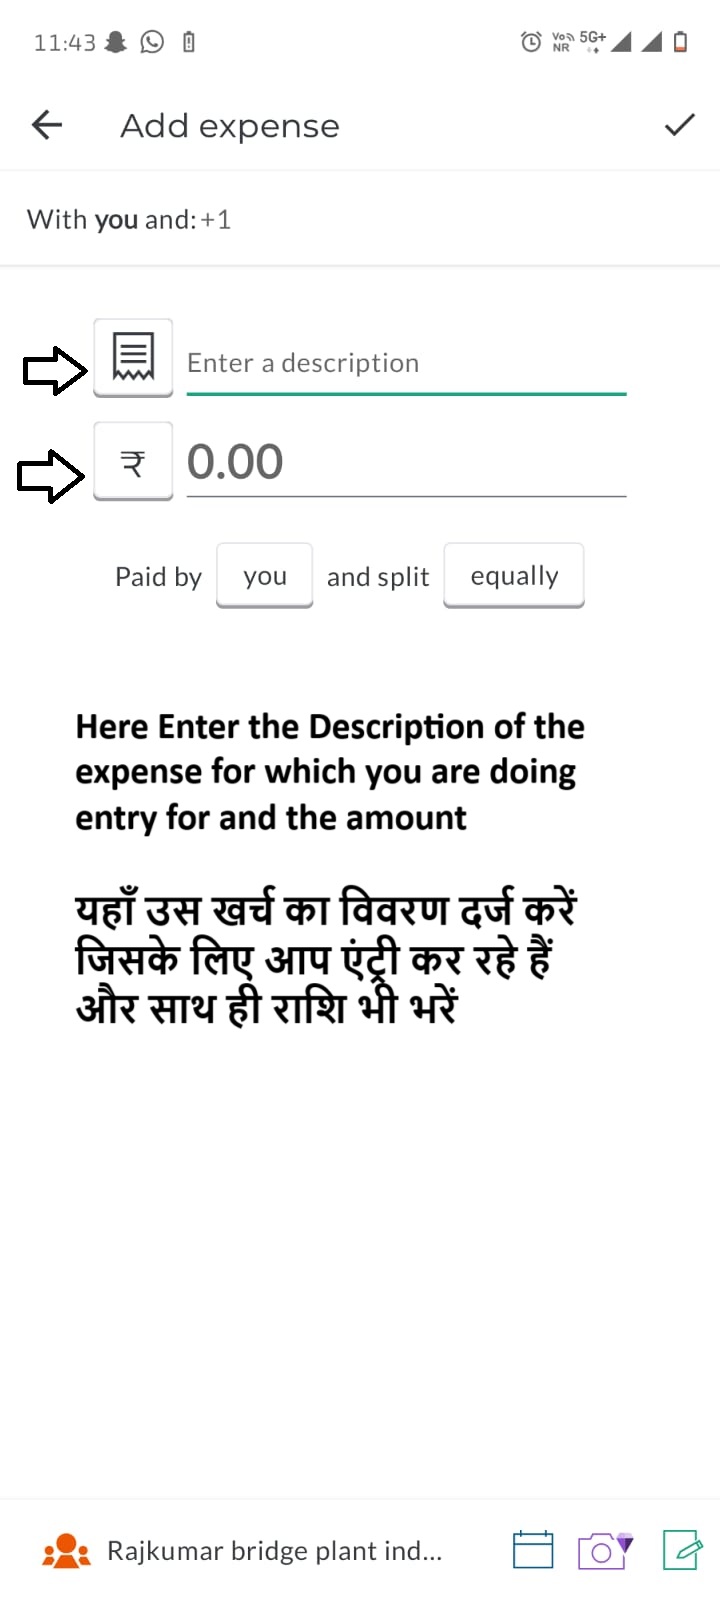 11:43
Vo NR 5G+
Add expense
With you and: +1
Enter a description
₹ 0.00
Paid by you and split equally
Here Enter the Description of the
expense for which you are doing
entry for and the amount
यहाँ उस खर्च का विवरण दर्ज करें
जिसके लिए आप एंट्री कर रहे हैं
और साथ ही राशि भी भरें
Rajkumar bridge plant ind...